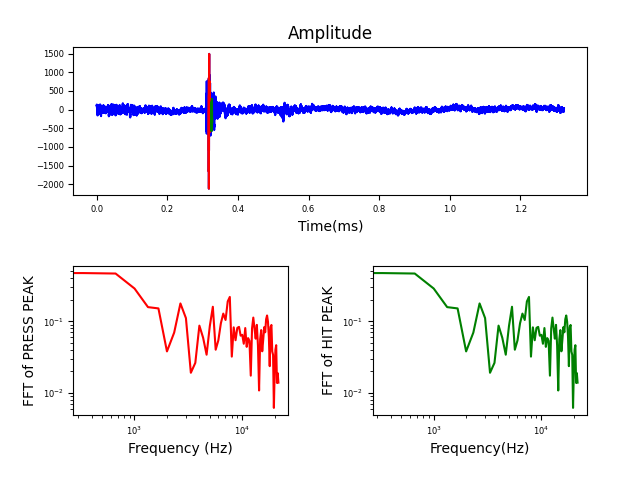 Amplitude
1500
1000
500
0
−500
−1000
−1500
−2000
0.0 0.2 0.4 0.6 0.8 1.0 1.2
Time(ms)
FFT of PRESS PEAK
10⁻¹
10⁻²
10³ 10⁴
Frequency (Hz)
FFT of HIT PEAK
10⁻¹
10⁻²
10³ 10⁴
Frequency(Hz)